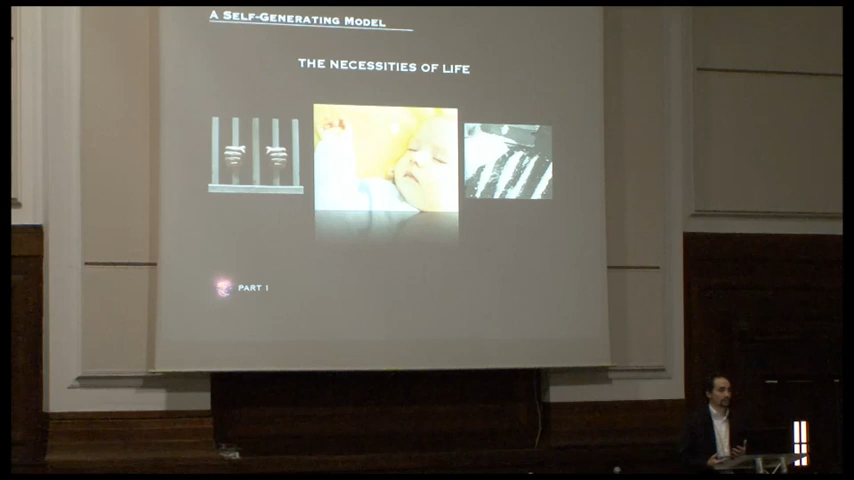 A SELF-GENERATING MODEL
THE NECESSITIES OF LIFE
PART 1